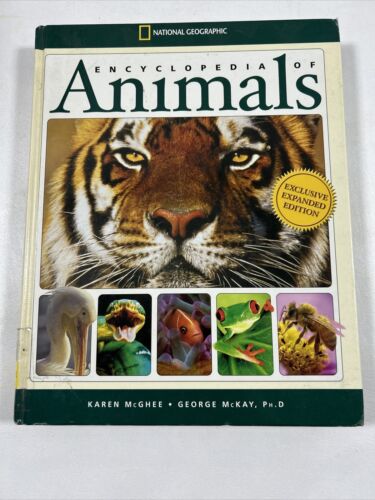 NATIONAL GEOGRAPHIC
ENCYCLOPEDIA OF
Animals
EXCLUSIVE
EXPANDED
EDITION
KAREN McGHEE • GEORGE McKAY, PH.D